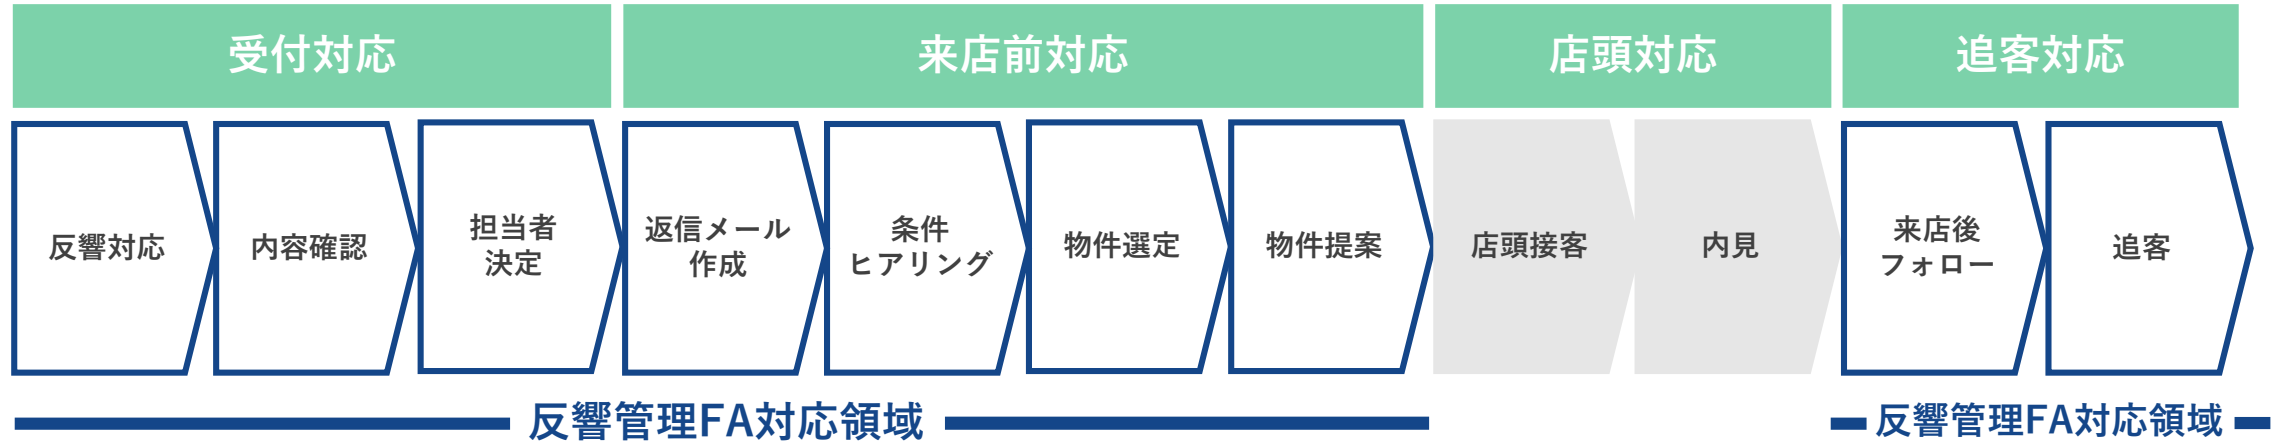 受付対応
来店前対応
店頭対応
追客対応
反響対応
内容確認
担当者
決定
返信メール
作成
条件
ヒアリング
物件選定
物件提案
店頭接客
内見
来店後
フォロー
追客
反響管理FA対応領域
反響管理FA対応領域